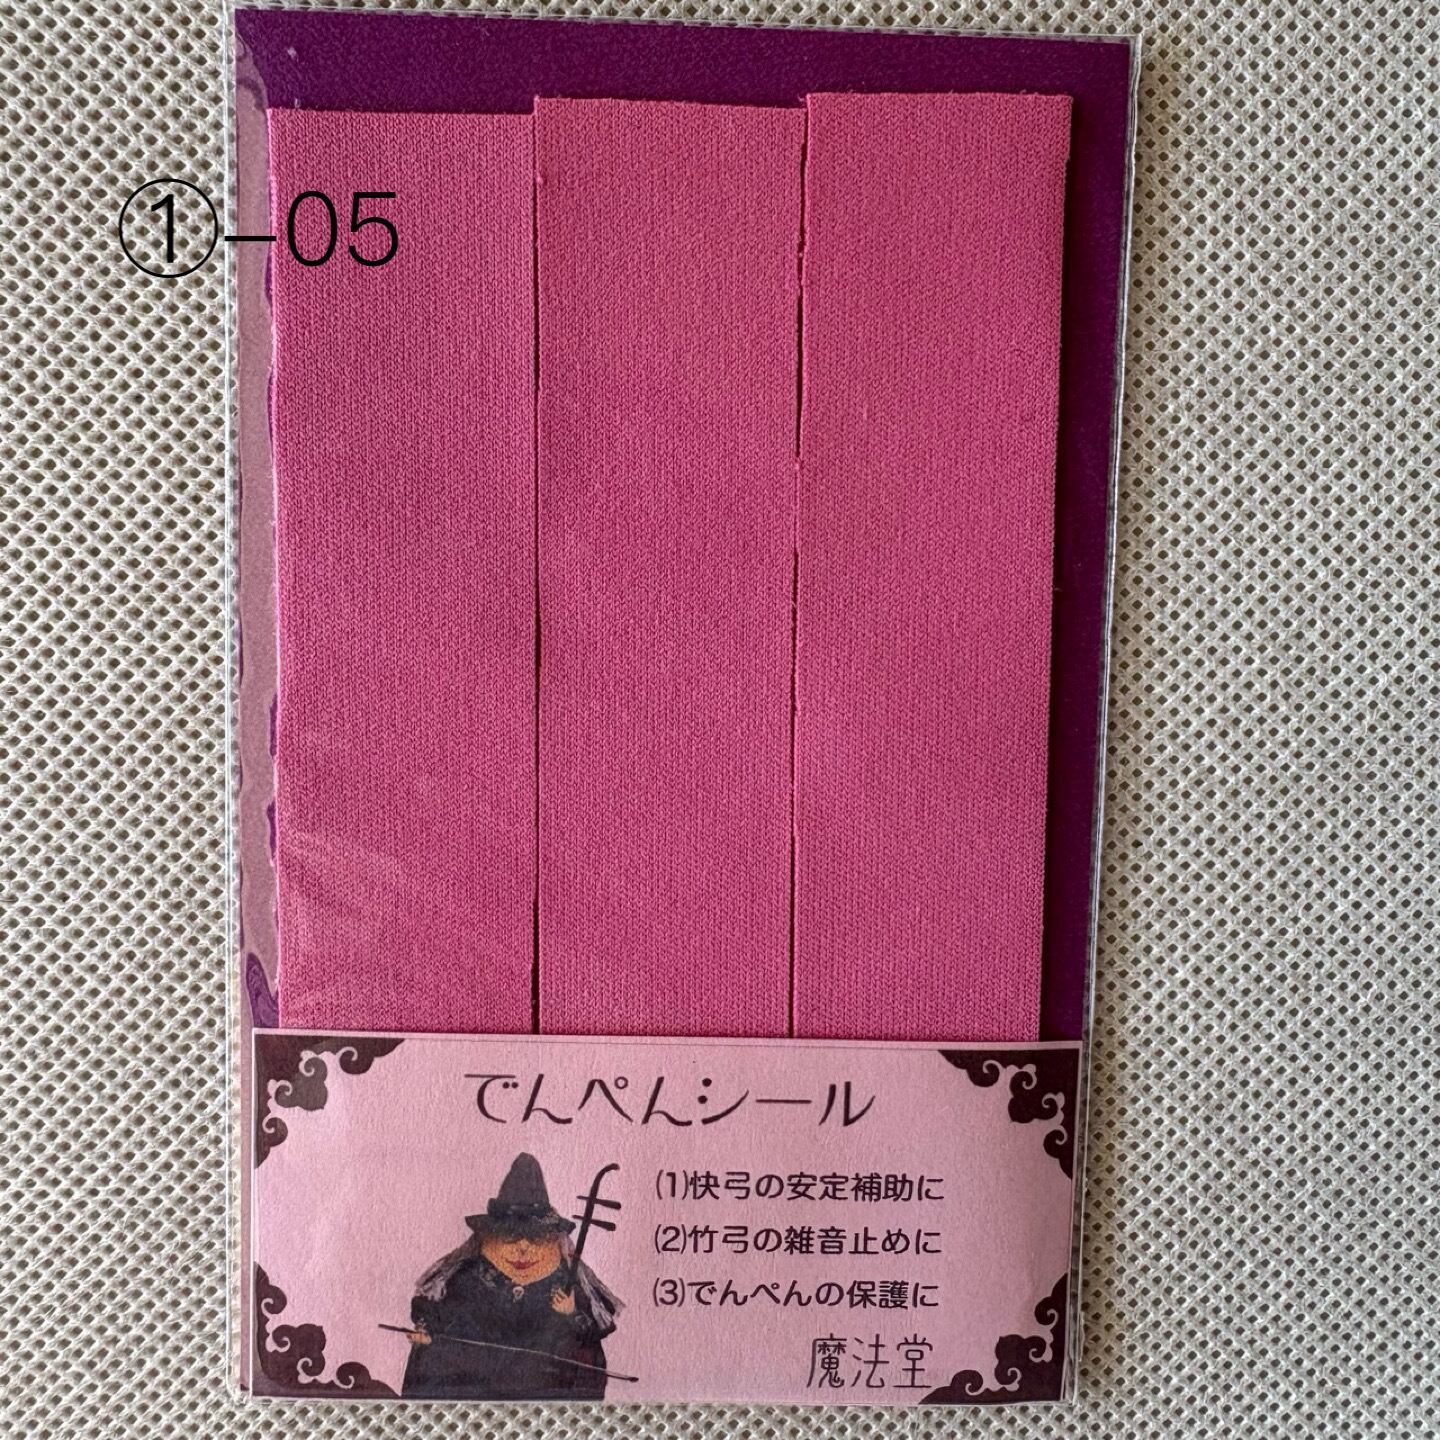 ①–05
でんぺんシール
⑴快弓の安定補助に
⑵竹弓の雑音止めに
⑶でんぺんの保護に
魔法堂